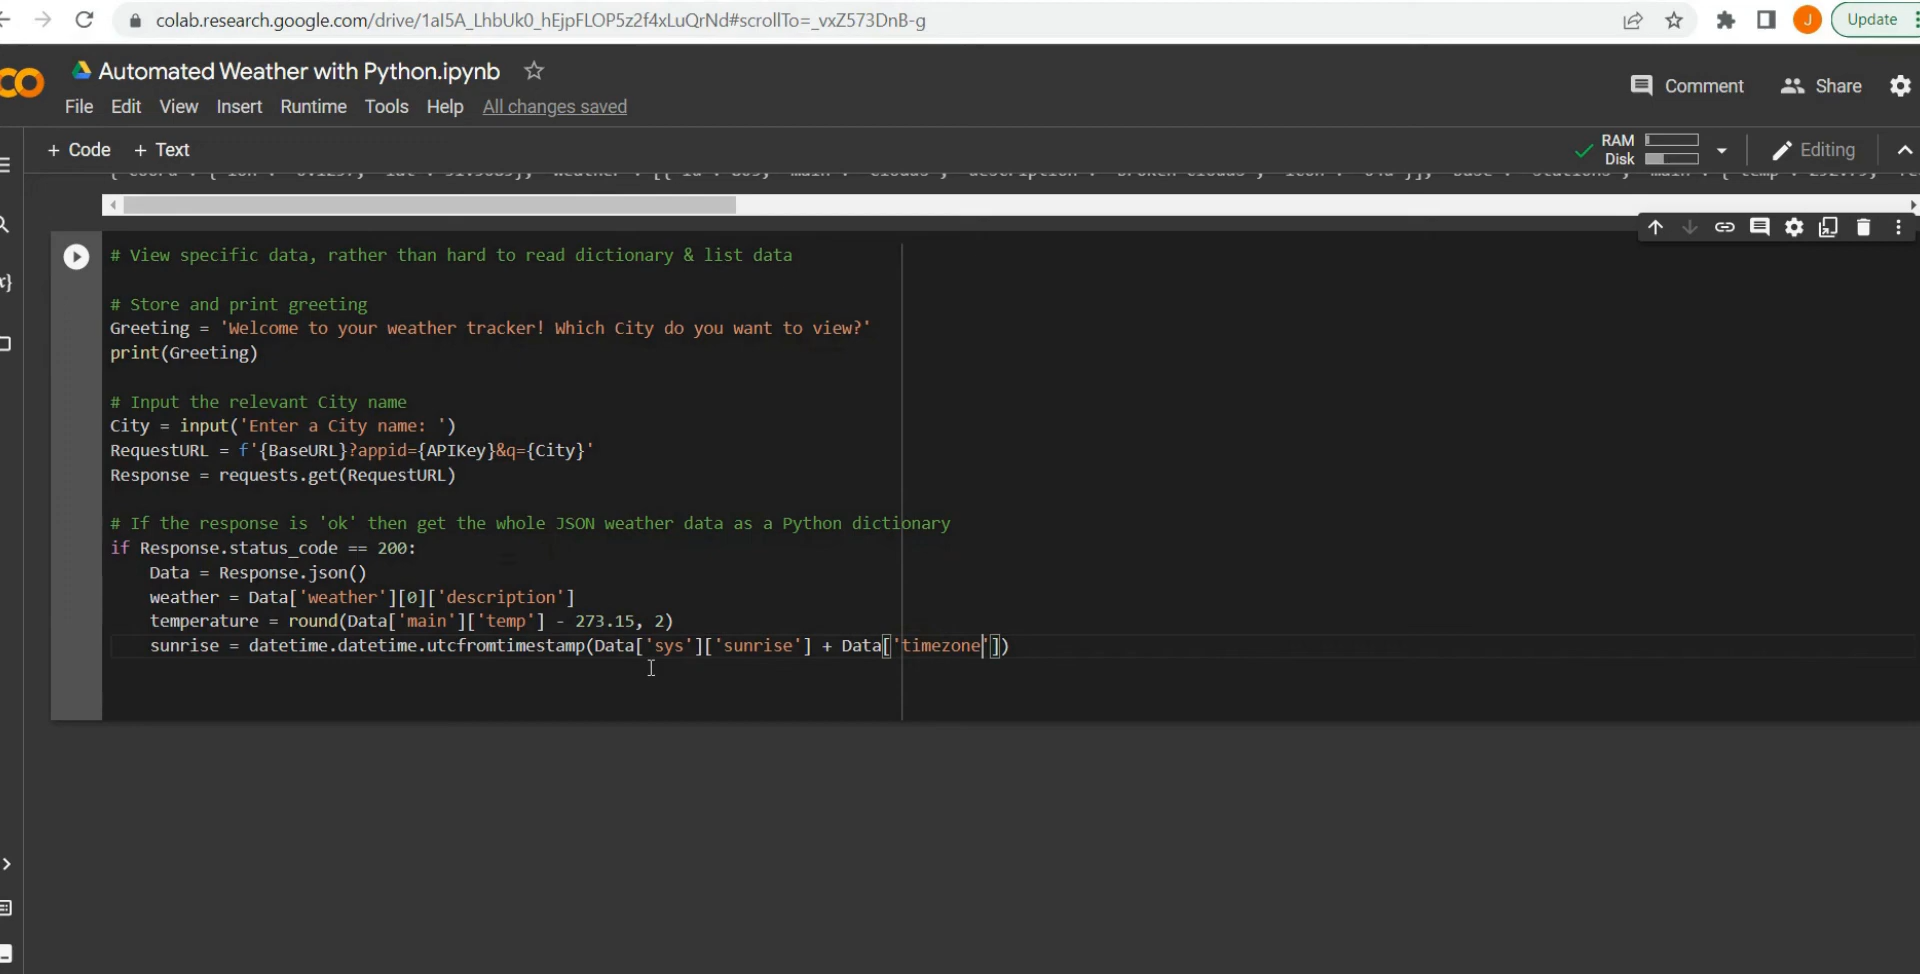 colab.research.google.com/drive/1aI5A_LhbUk0_hEjpFLOP5z2f4xLuQrNd#scrollTo=_vxZ573DnB-g
J
Update
Automated Weather with Python.ipynb
Comment
Share
File Edit View Insert Runtime Tools Help All changes saved
+ Code + Text
RAM
Disk
Editing
# View specific data, rather than hard to read dictionary & list data
# Store and print greeting
Greeting = 'Welcome to your weather tracker! Which City do you want to view?'
print(Greeting)
# Input the relevant City name
City = input('Enter a City name: ')
RequestURL = f'{BaseURL}?appid={APIKey}&q={City}'
Response = requests.get(RequestURL)
# If the response is 'ok' then get the whole JSON weather data as a Python dictionary
if Response.status_code == 200:
    Data = Response.json()
    weather = Data['weather'][0]['description']
    temperature = round(Data['main']['temp'] - 273.15, 2)
    sunrise = datetime.datetime.utcfromtimestamp(Data['sys']['sunrise'] + Data['timezone'])